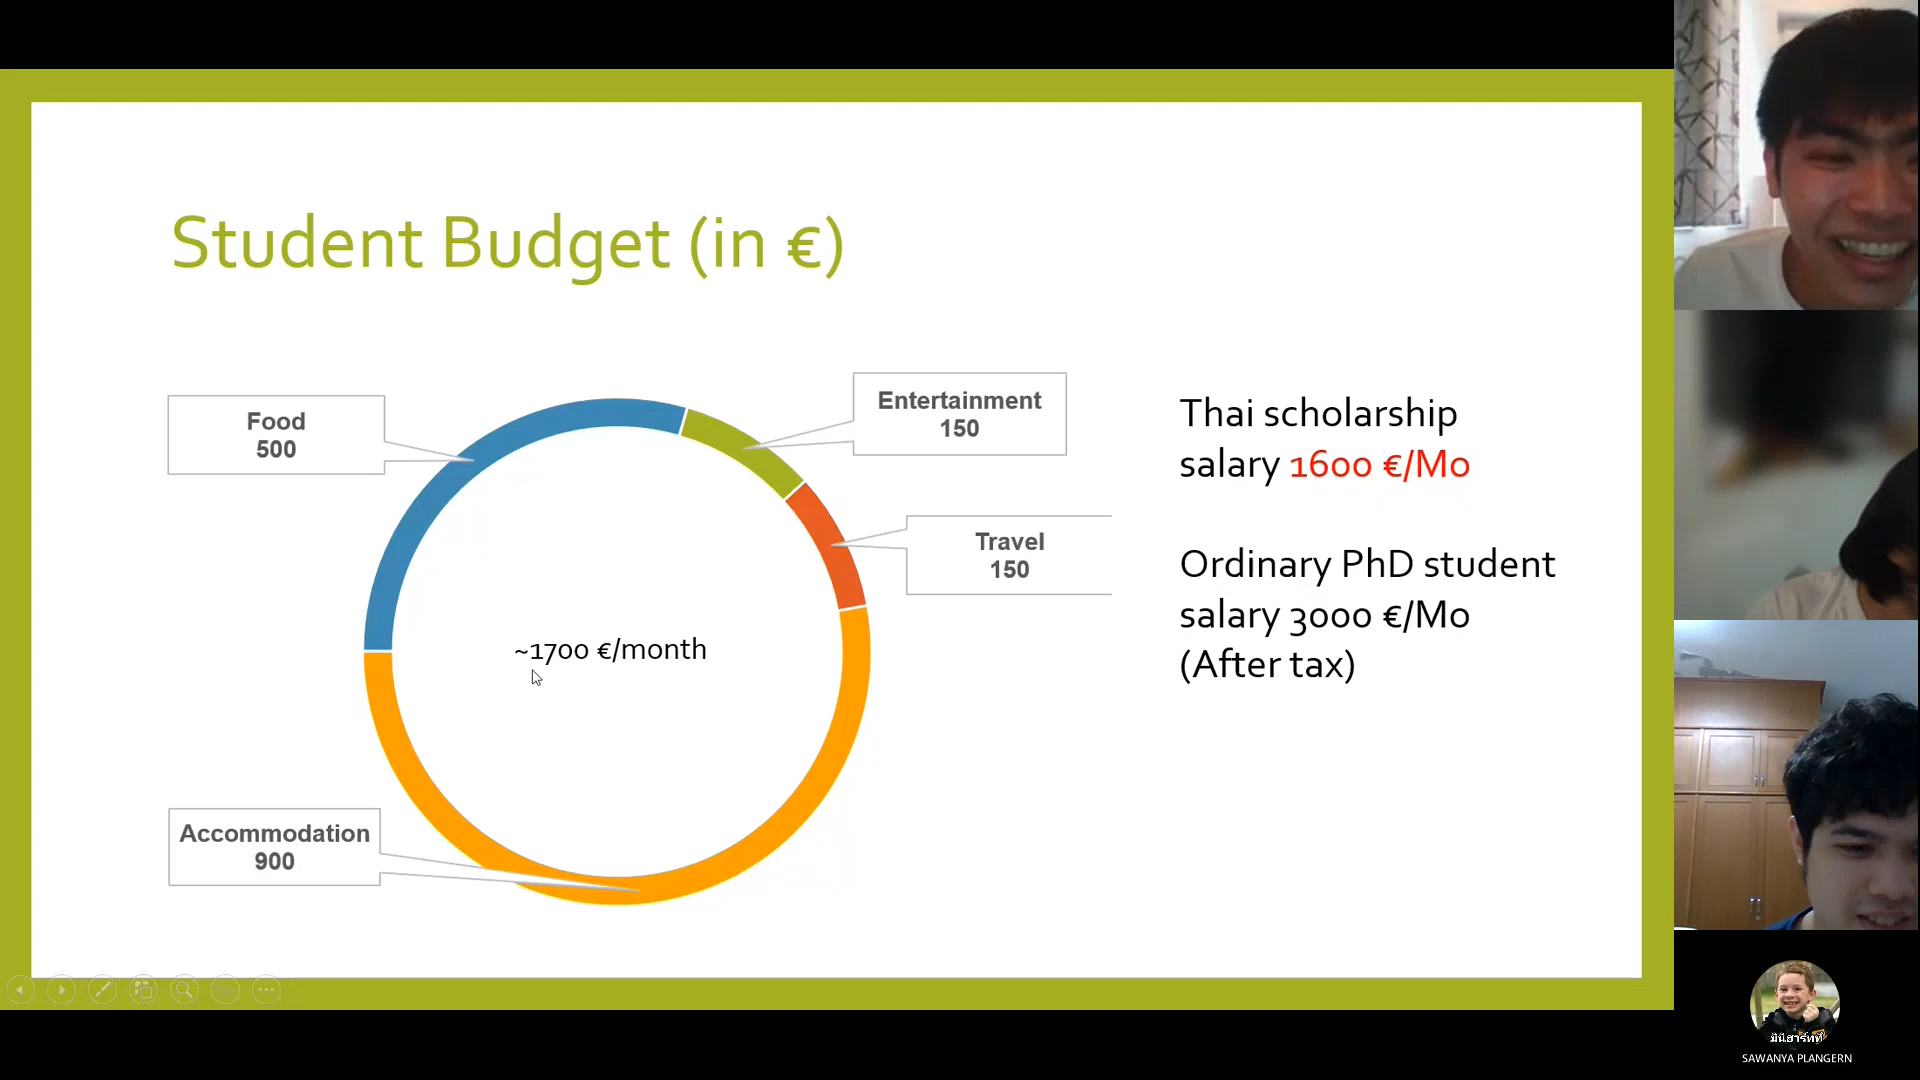 Student Budget (in €)
Food
500
Entertainment
150
Travel
150
~1700 €/month
Accommodation
900
Thai scholarship
salary 1600 €/Mo
Ordinary PhD student
salary 3000 €/Mo
(After tax)
มินิฮาร์ทที่
SAWANYA PLANGERN